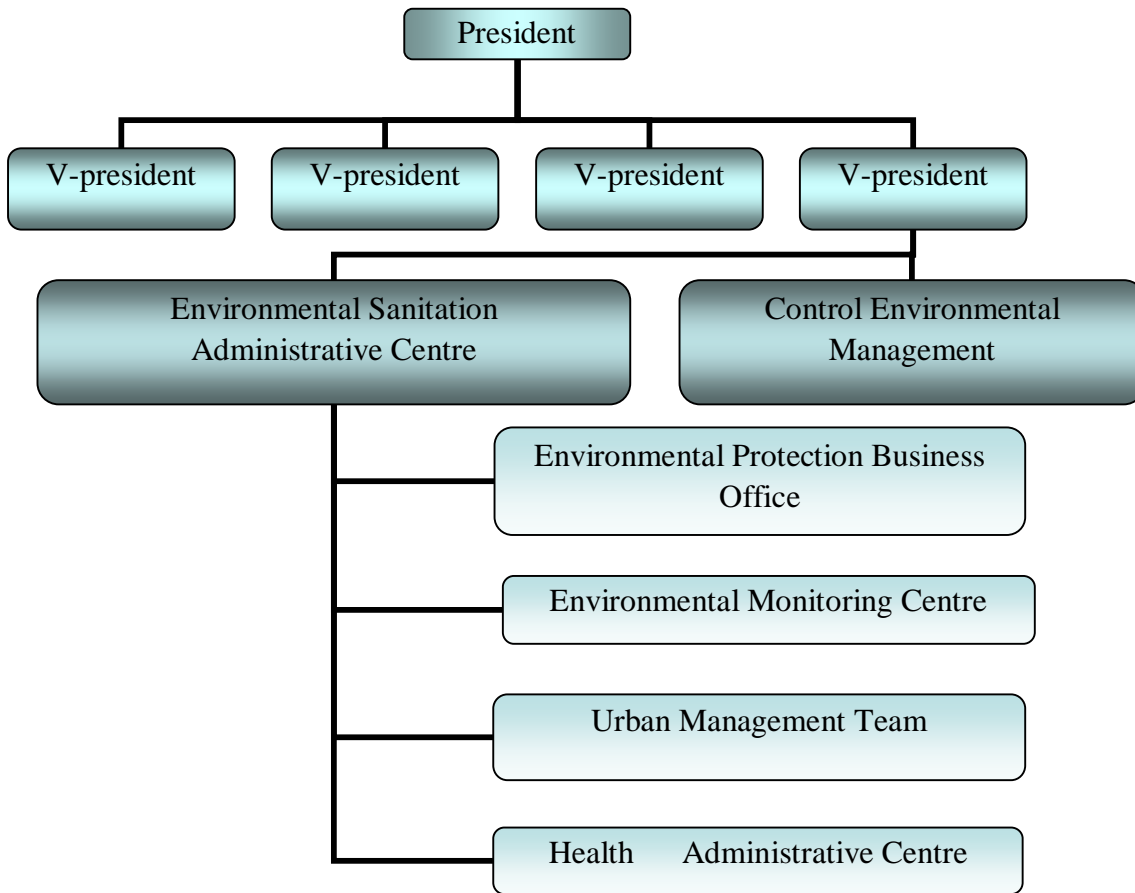 President
V-president
V-president
V-president
V-president
Environmental Sanitation
Administrative Centre
Control Environmental
Management
Environmental Protection Business
Office
Environmental Monitoring Centre
Urban Management Team
Health Administrative Centre